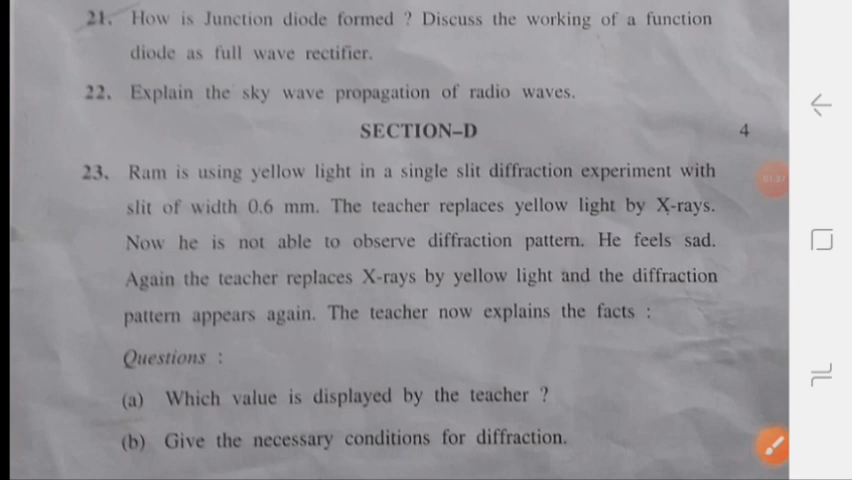 21. How is Junction diode formed ? Discuss the working of a function
diode as full wave rectifier.
22. Explain the sky wave propagation of radio waves.
SECTION–D 4
23. Ram is using yellow light in a single slit diffraction experiment with
slit of width 0.6 mm. The teacher replaces yellow light by X-rays.
Now he is not able to observe diffraction pattern. He feels sad.
Again the teacher replaces X-rays by yellow light and the diffraction
pattern appears again. The teacher now explains the facts :
Questions :
(a) Which value is displayed by the teacher ?
(b) Give the necessary conditions for diffraction.